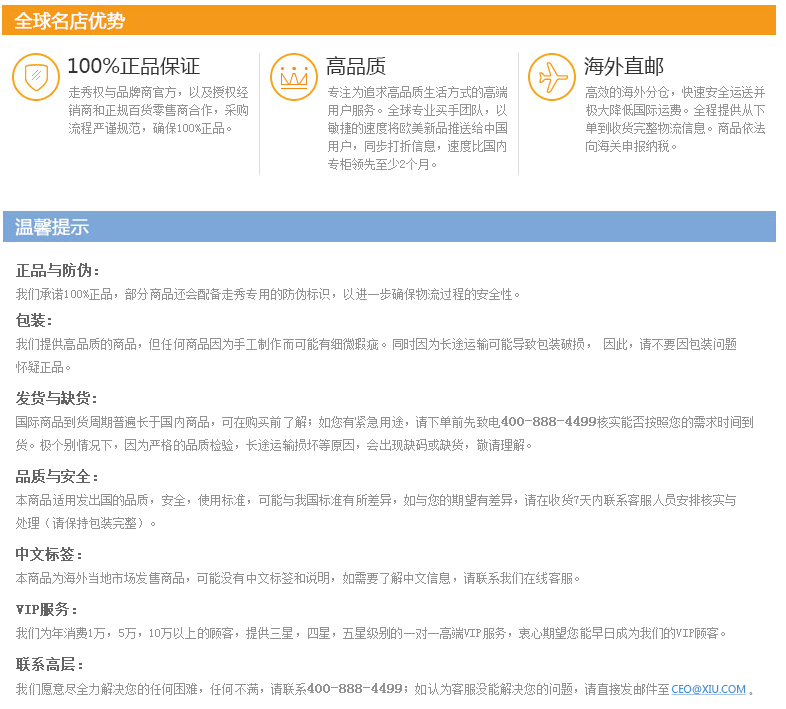 全球名店优势
100%正品保证
走秀权与品牌商官方，以及授权经
销商和正规百货零售商合作，采购
流程严谨规范，确保100%正品。
高品质
专注为追求高品质生活方式的高端
用户服务。全球专业买手团队，以
敏捷的速度将欧美新品推送给中国
用户，同步打折信息，速度比国内
专柜领先至少2个月。
海外直邮
高效的海外分仓，快速安全运送并
极大降低国际运费。全程提供从下
单到收货完整物流信息。商品依法
向海关申报纳税。
温馨提示
正品与防伪：
我们承诺100%正品，部分商品还会配备走秀专用的防伪标识，以进一步确保物流过程的安全性。
包装：
我们提供高品质的商品，但任何商品因为手工制作而可能有细微瑕疵。同时因为长途运输可能导致包装破损， 因此，请不要因包装问题
怀疑正品。
发货与缺货：
国际商品到货周期普遍长于国内商品，可在购买前了解；如您有紧急用途，请下单前先致电400-888-4499核实能否按照您的需求时间到
货。极个别情况下，因为严格的品质检验，长途运输损坏等原因，会出现缺码或缺货，敬请理解。
品质与安全：
本商品适用发出国的品质，安全，使用标准，可能与我国标准有所差异，如与您的期望有差异，请在收货7天内联系客服人员安排核实与
处理（请保持包装完整）。
中文标签：
本商品为海外当地市场发售商品，可能没有中文标签和说明，如需要了解中文信息，请联系我们在线客服。
VIP服务：
我们为年消费1万，5万，10万以上的顾客，提供三星，四星，五星级别的一对一高端VIP服务，衷心期望您能早日成为我们的VIP顾客。
联系高层：
我们愿意尽全力解决您的任何困难，任何不满，请联系400-888-4499；如认为客服没能解决您的问题，请直接发邮件至CEO@XIU.COM 。